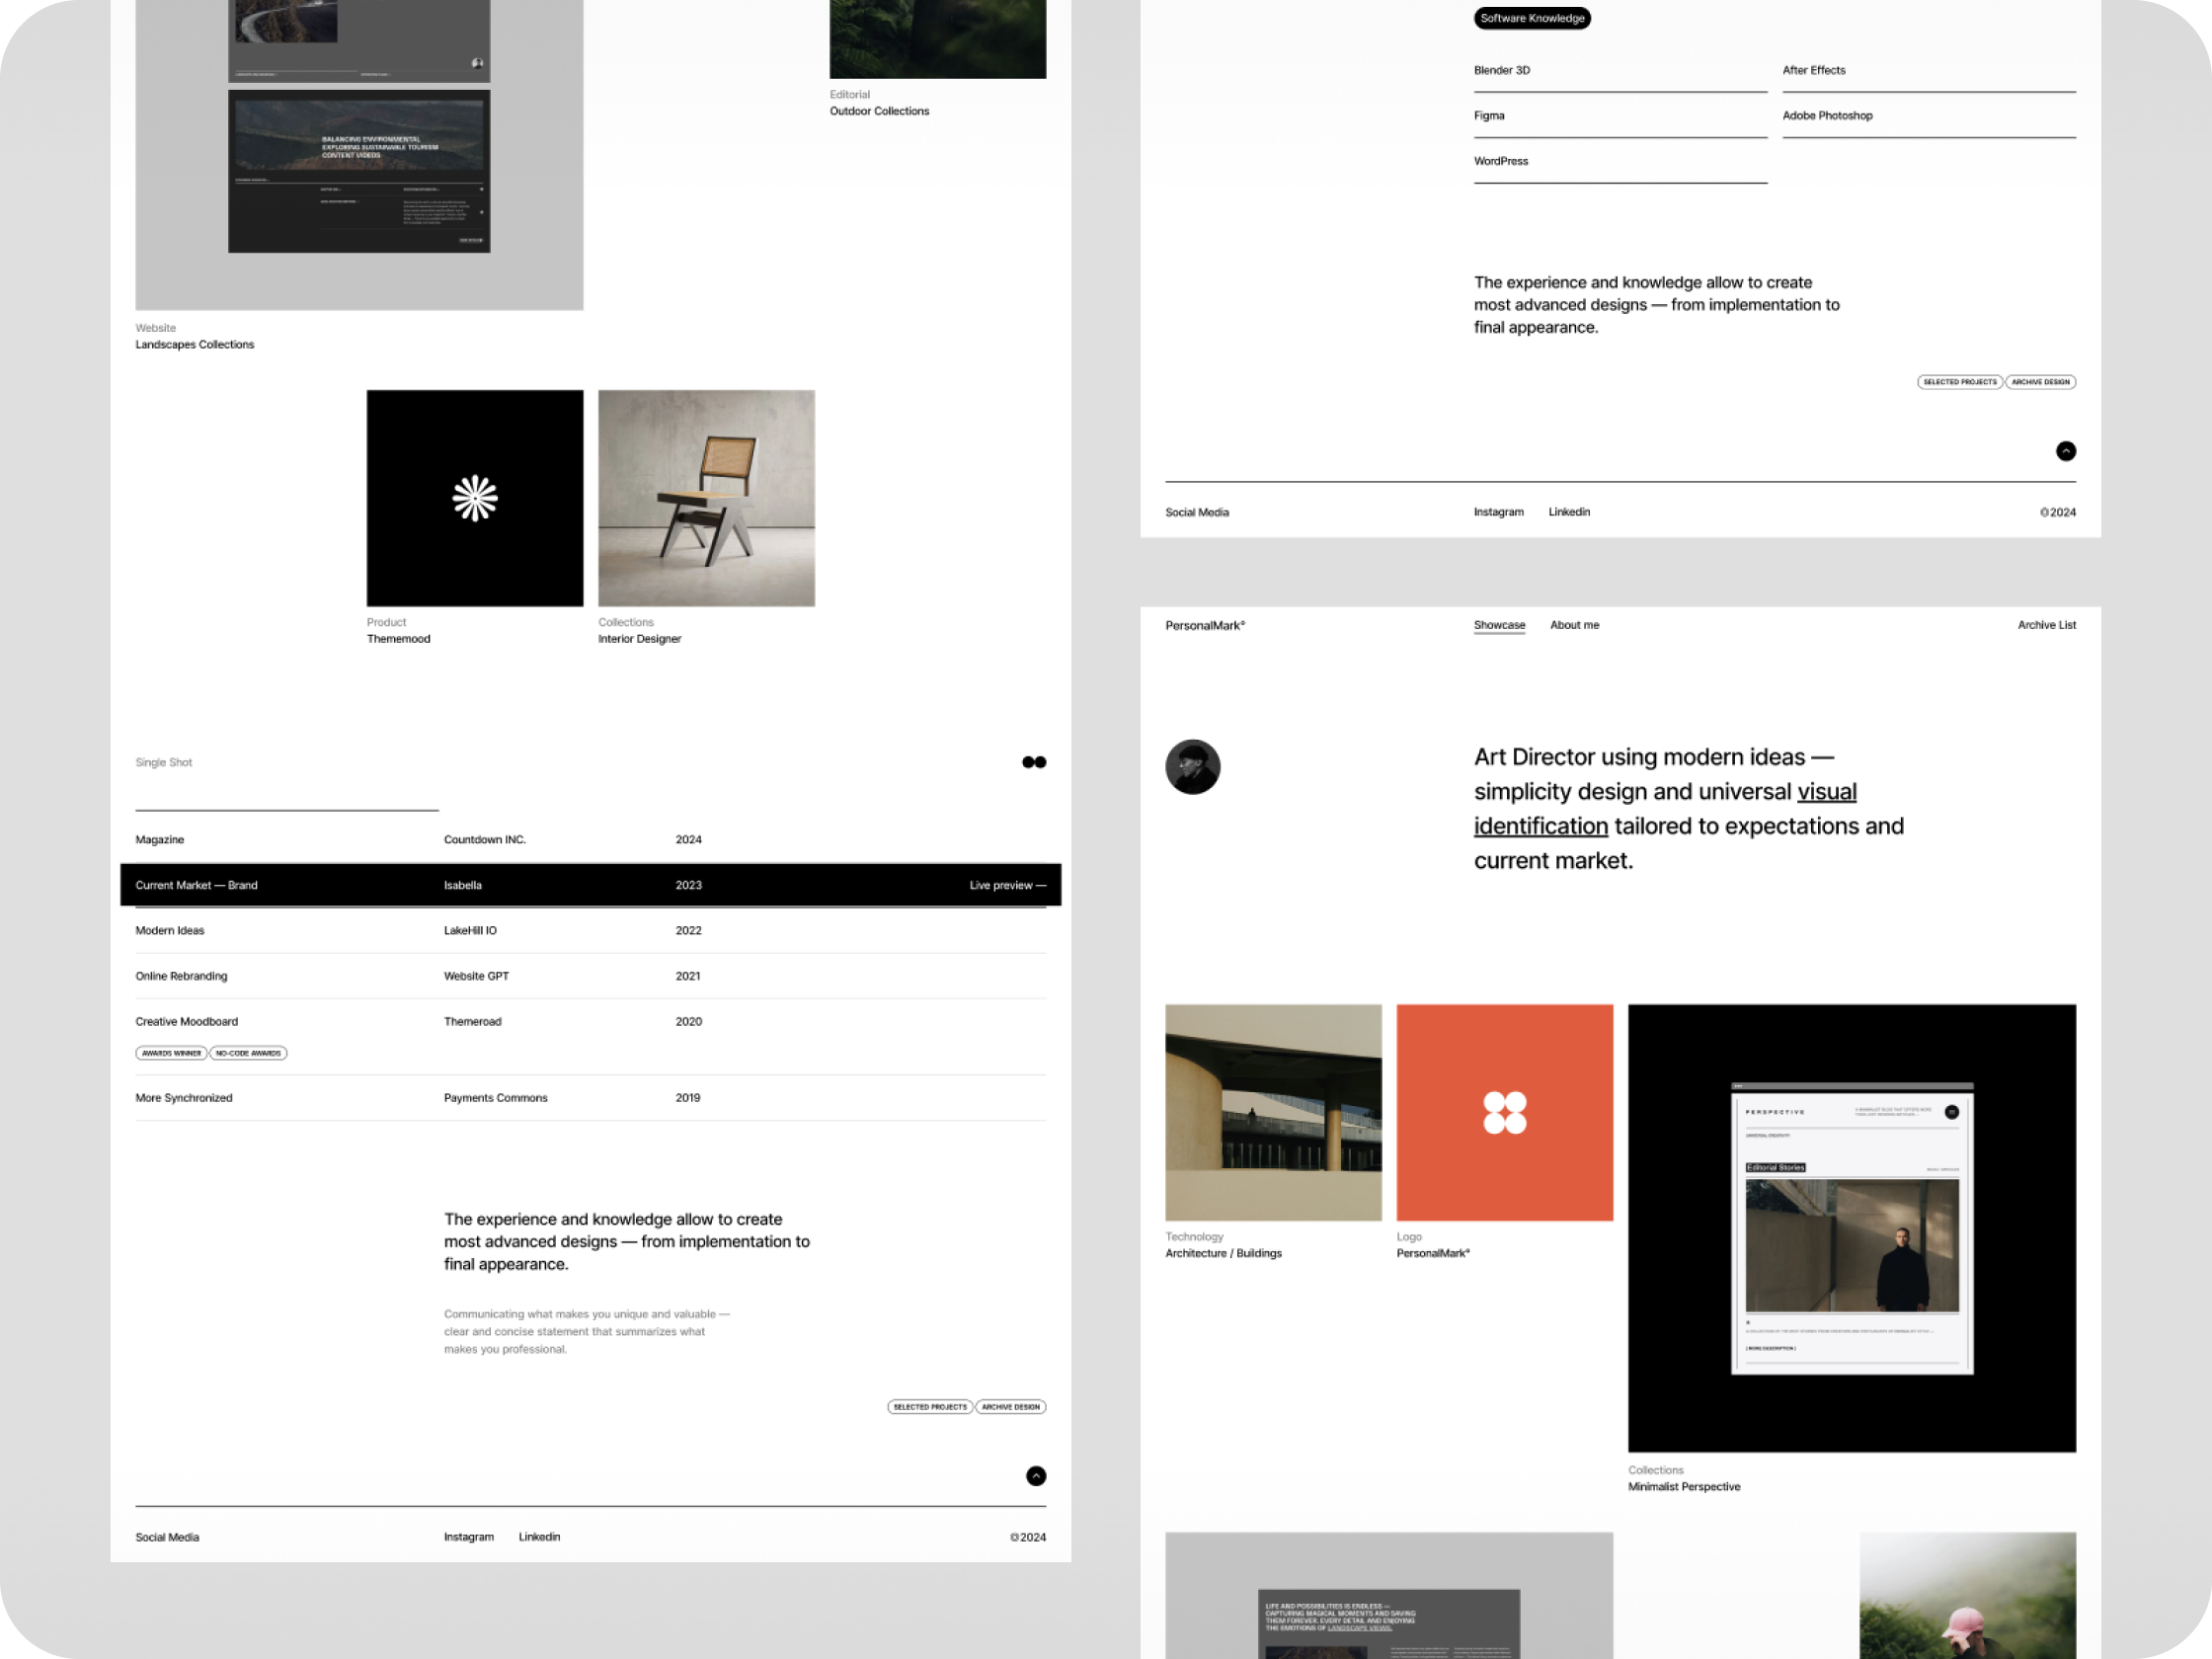 Editorial
Outdoor Collections
BALANCING ENVIRONMENTAL
EXPLORING SUSTAINABLE TOURISM
CONTENT VIDEOS
Website
Landscapes Collections
Product
Thememood
Collections
Interior Designer
Single Shot
Magazine Countdown INC. 2024
Current Market — Brand Isabella 2023 Live preview —
Modern Ideas LakeHill IO 2022
Online Rebranding Website GPT 2021
Creative Moodboard Themeroad 2020
AWARDS WINNER NO-CODE AWARDS
More Synchronized Payments Commons 2019
The experience and knowledge allow to create
most advanced designs — from implementation to
final appearance.
Communicating what makes you unique and valuable —
clear and concise statement that summarizes what
makes you professional.
SELECTED PROJECTS ARCHIVE DESIGN
Social Media Instagram Linkedin ©2024
Software Knowledge
Blender 3D After Effects
Figma Adobe Photoshop
WordPress
The experience and knowledge allow to create
most advanced designs — from implementation to
final appearance.
SELECTED PROJECTS ARCHIVE DESIGN
Social Media Instagram Linkedin ©2024
PersonalMark° Showcase About me Archive List
Art Director using modern ideas —
simplicity design and universal visual
identification tailored to expectations and
current market.
PERSPECTIVE
UNIVERSAL CREATIVITY
Editorial Stories
[ MORE DESCRIPTION ]
Technology
Architecture / Buildings
Logo
PersonalMark°
Collections
Minimalist Perspective
LIFE AND POSSIBILITIES IS ENDLESS —
CAPTURING MAGICAL MOMENTS AND SAVING
THEM FOREVER. EVERY DETAIL AND ENJOYING
THE EMOTIONS OF LANDSCAPE VIEWS.